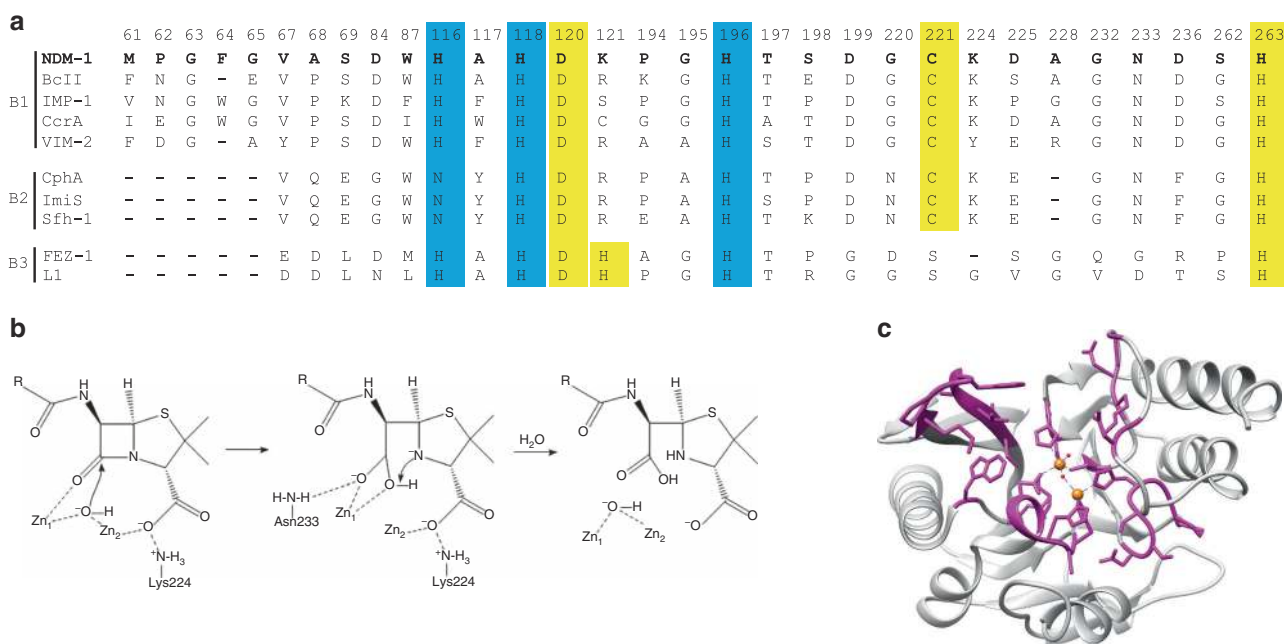 a
61 62 63 64 65 67 68 69 84 87 116 117 118 120 121 194 195 196 197 198 199 220 221 224 225 228 232 233 236 262 263
B1
NDM-1 M P G F G V A S D W H A H D K P G H T S D G C K D A G N D S H
BcII F N G - E V P S D W H A H D R K G H T E D G C K S A G N D G H
IMP-1 V N G W G V P K D F H F H D S P G H T P D G C K P G G N D S H
CcrA I E G W G V P S D I H W H D C G G H A T D G C K D A G N D G H
VIM-2 F D G - A Y P S D W H F H D R A A H S T D G C Y E R G N D G H
B2
CphA - - - - - V Q E G W N Y H D R P A H T P D N C K E - G N F G H
ImiS - - - - - V Q E G W N Y H D R P A H S P D N C K E - G N F G H
Sfh-1 - - - - - V Q E G W N Y H D R E A H T K D N C K E - G N F G H
B3
FEZ-1 - - - - - E D L D M H A H D H A G H T P G D S - S G Q G R P H
L1 - - - - - D D L N L H A H D H P G H T R G G S G V G V D T S H
b
R
H
N
H
S
O
N
O
⁻O-H
Zn₁
Zn₂
⁻O
O
⁺N-H₃
Lys224
R
H
N
H
S
O
N⁻
O
O-H
H-N-H
Asn233
Zn₁
Zn₂
⁻O
O
⁺N-H₃
Lys224
H₂O
R
H
N
H
S
O
HN
O
OH
⁻O
O
⁻O-H
Zn₁
Zn₂
c